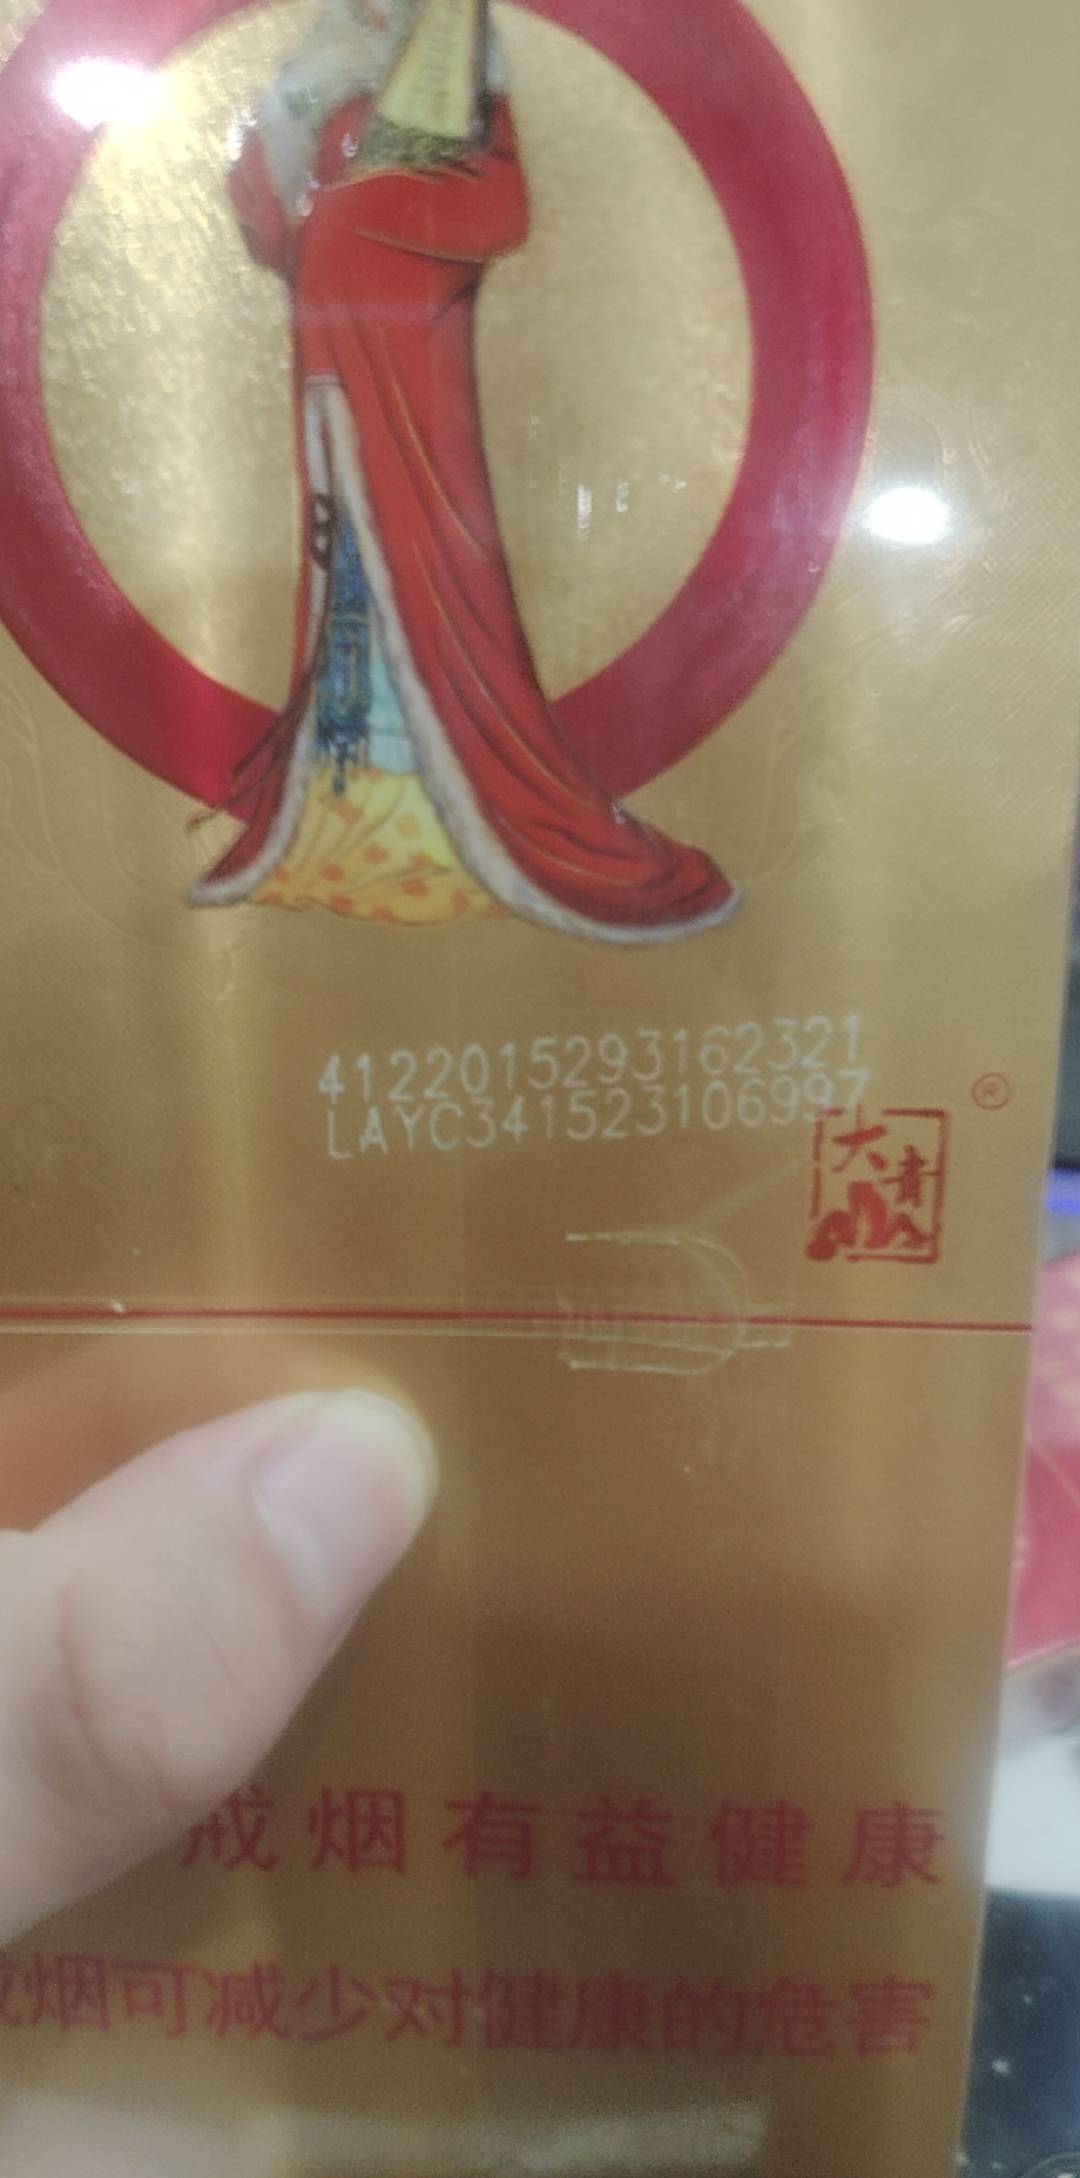 4122015293162321
LAYC341523106997
®
大青山
戒烟有益健康
戒烟可减少对健康的危害